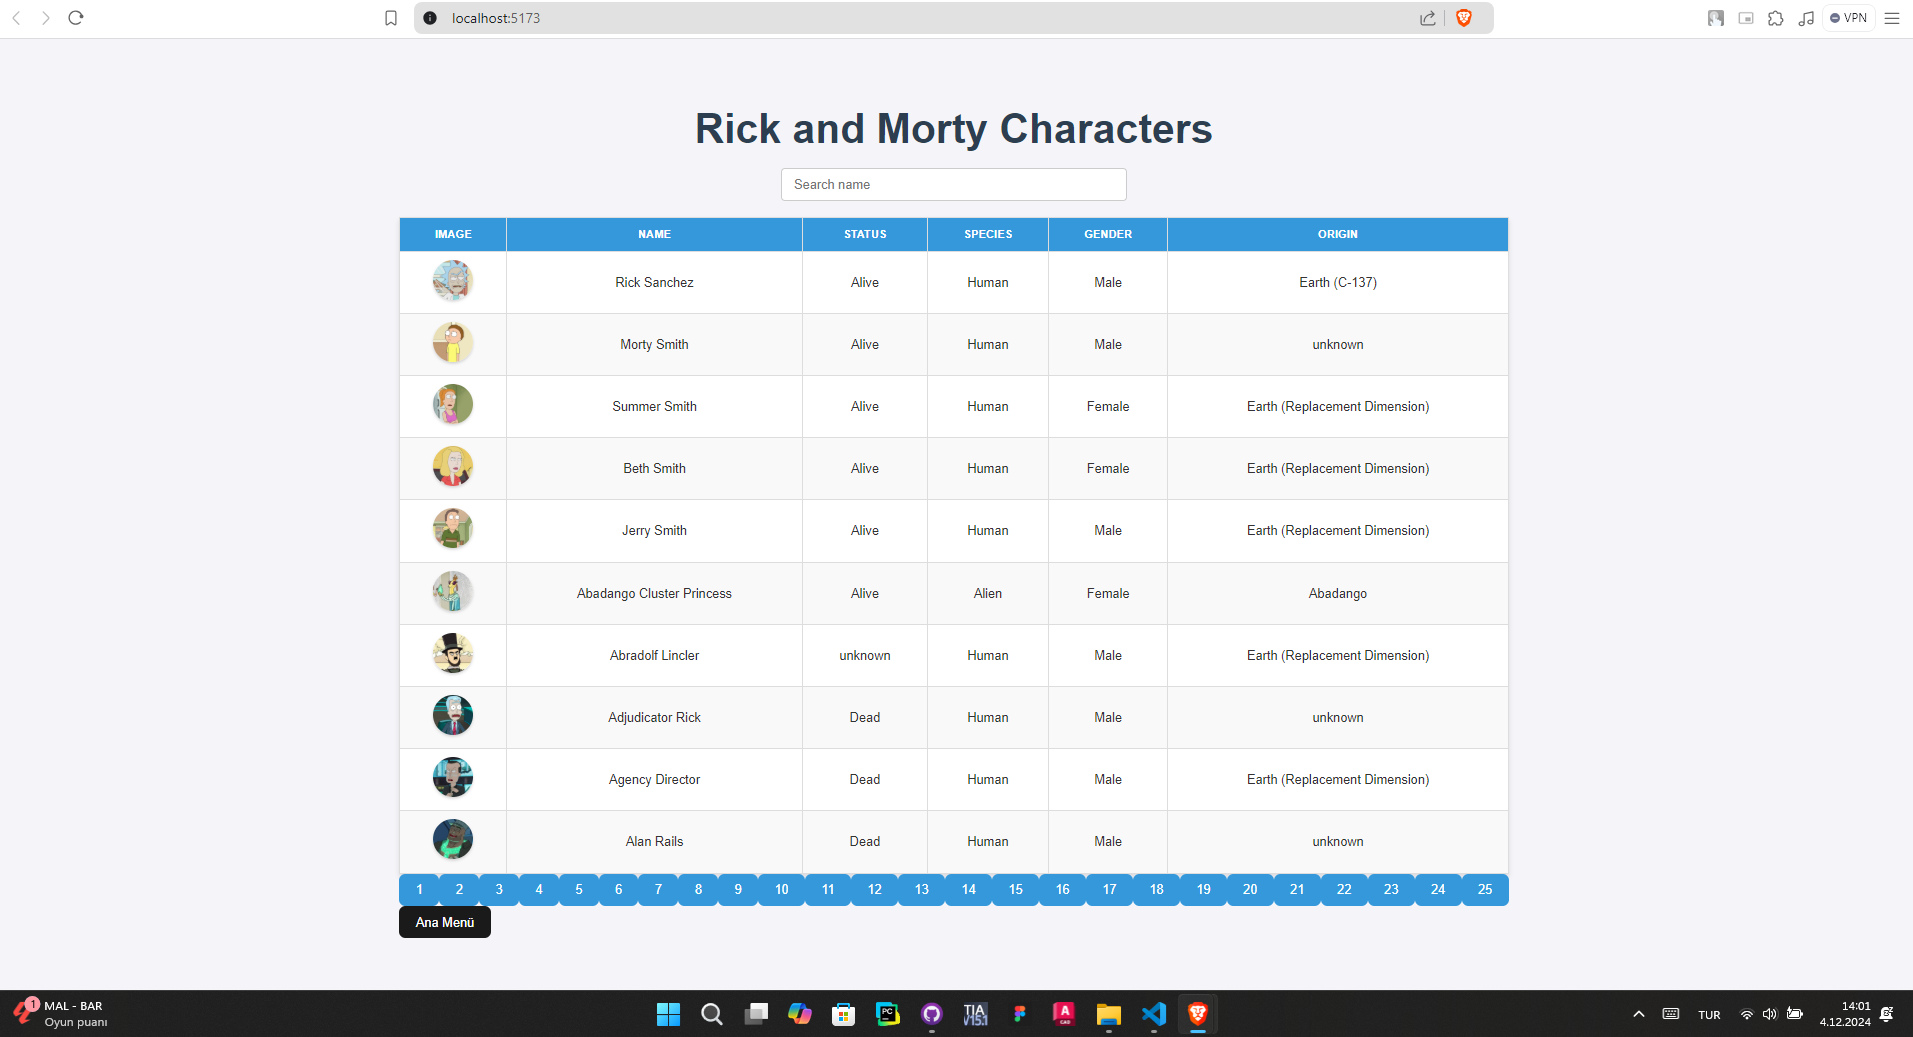 localhost:5173
VPN
Rick and Morty Characters
Search name
IMAGE NAME STATUS SPECIES GENDER ORIGIN
Rick Sanchez Alive Human Male Earth (C-137)
Morty Smith Alive Human Male unknown
Summer Smith Alive Human Female Earth (Replacement Dimension)
Beth Smith Alive Human Female Earth (Replacement Dimension)
Jerry Smith Alive Human Male Earth (Replacement Dimension)
Abadango Cluster Princess Alive Alien Female Abadango
Abradolf Lincler unknown Human Male Earth (Replacement Dimension)
Adjudicator Rick Dead Human Male unknown
Agency Director Dead Human Male Earth (Replacement Dimension)
Alan Rails Dead Human Male unknown
1 2 3 4 5 6 7 8 9 10 11 12 13 14 15 16 17 18 19 20 21 22 23 24 25
Ana Menü
1 MAL - BAR
Oyun puanı
PC
TIA
V15.1
A
CAD
TUR
14:01
4.12.2024